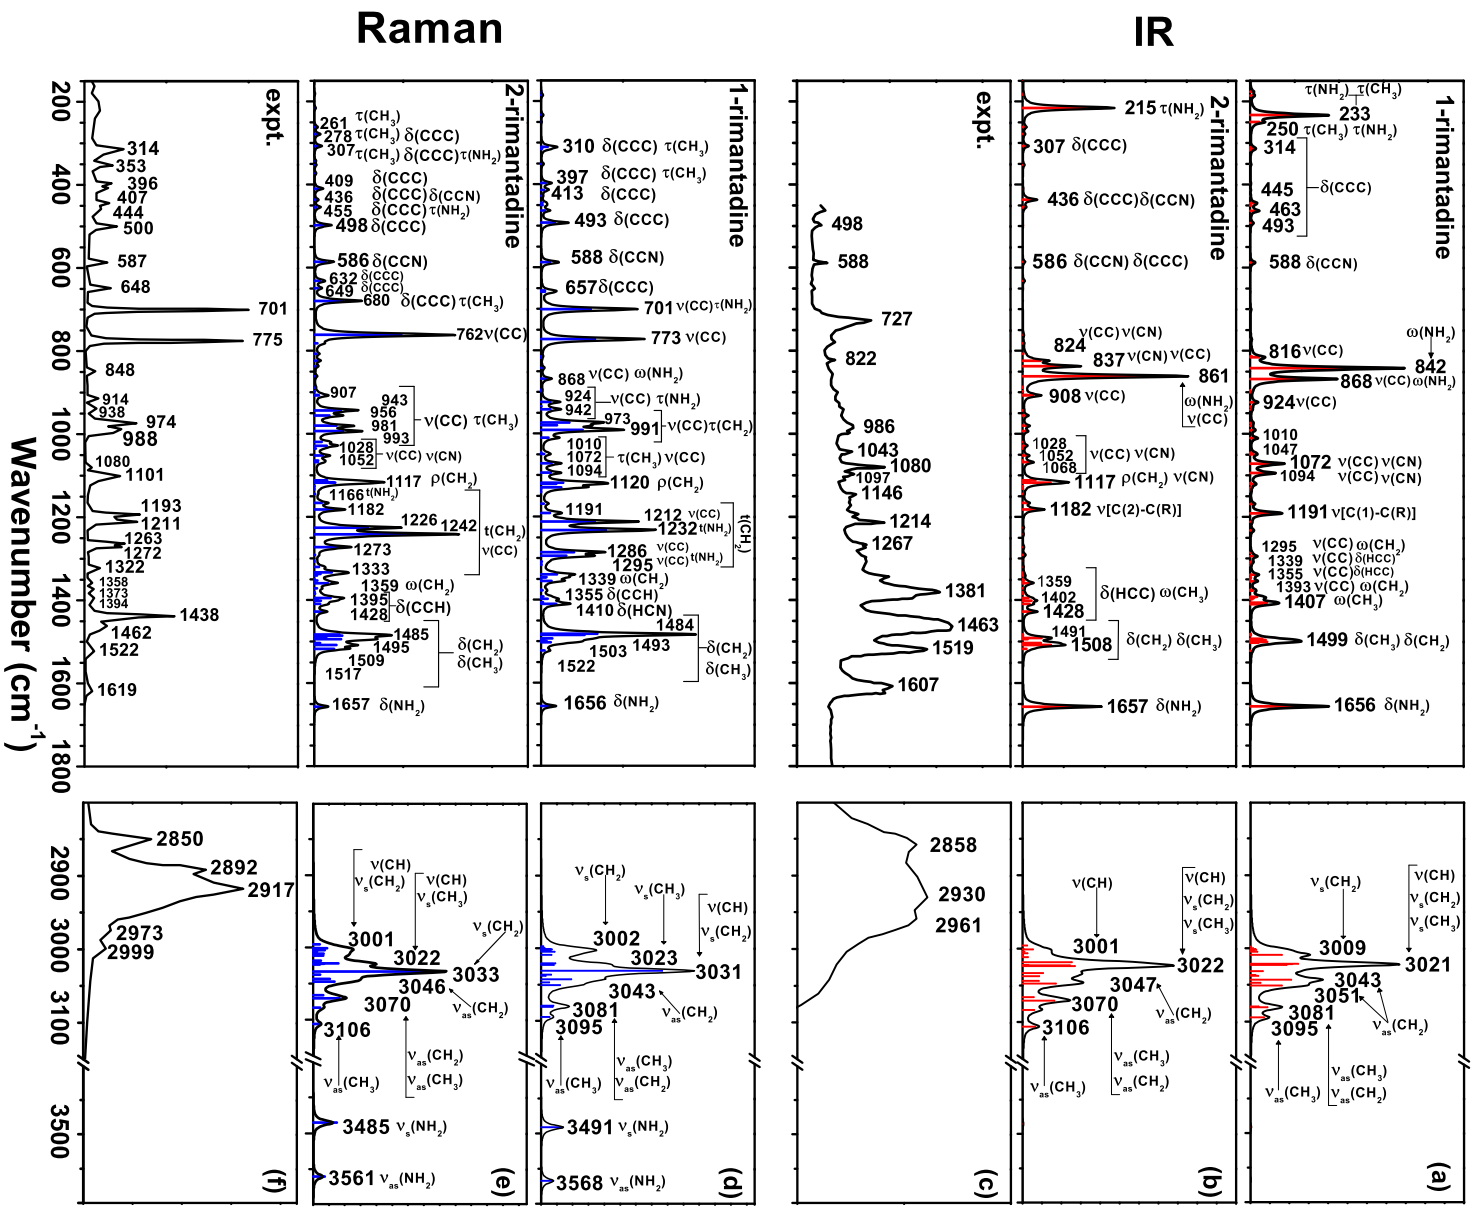 Raman
IR
1-rimantadine
(a)
τ(NH2) τ(CH3)
233
250 τ(CH3) τ(NH2)
314
445
463
493
δ(CCC)
588 δ(CCN)
816 ν(CC)
ω(NH2)
842
868 ν(CC) ω(NH2)
924 ν(CC)
1010
1047
1072 ν(CC) ν(CN)
1094 ν(CC) ν(CN)
1191 ν[C(1)-C(R)]
1295 ν(CC) ω(CH2)
1339 ν(CC) δ(HCC)
1355 ν(CC) δ(HCC)
1393 ν(CC) ω(CH2)
1407 ω(CH3)
1499 δ(CH3) δ(CH2)
1656 δ(NH2)
νs(CH2)
3009
ν(CH)
νs(CH2)
νs(CH3)
3021
3043
3051
νas(CH2)
3081
3095
νas(CH3)
νas(CH3)
νas(CH2)
2-rimantadine
(b)
215 τ(NH2)
307 δ(CCC)
436 δ(CCC)δ(CCN)
586 δ(CCN) δ(CCC)
ν(CC) ν(CN)
824
837 ν(CN) ν(CC)
861
ω(NH2)
ν(CC)
908 ν(CC)
1028
1052
1068
ν(CC) ν(CN)
1117 ρ(CH2) ν(CN)
1182 ν[C(2)-C(R)]
1359
1402
1428
δ(HCC) ω(CH3)
1491
1508
δ(CH2) δ(CH3)
1657 δ(NH2)
ν(CH)
3001
ν(CH)
νs(CH2)
νs(CH3)
3022
3047
νas(CH2)
3070
3106
νas(CH3)
νas(CH3)
νas(CH2)
expt.
(c)
498
588
727
822
986
1043
1080
1097
1146
1214
1267
1381
1463
1519
1607
2858
2930
2961
1-rimantadine
(d)
310 δ(CCC) τ(CH3)
397 δ(CCC) τ(CH3)
413 δ(CCC)
493 δ(CCC)
588 δ(CCN)
657 δ(CCC)
701 ν(CC) τ(NH2)
773 ν(CC)
868 ν(CC) ω(NH2)
924
942
ν(CC) τ(NH2)
973
991
ν(CC)τ(CH2)
1010
1072
1094
τ(CH3) ν(CC)
1120 ρ(CH2)
1191
1212 ν(CC)
1232 t(NH2)
t(CH2)
1286 ν(CC)
1295 ν(CC) t(NH2)
1339 ω(CH2)
1355 δ(CCH)
1410 δ(HCN)
1484
1493
1503
1522
δ(CH2)
δ(CH3)
1656 δ(NH2)
νs(CH2)
3002
νs(CH3)
3023
ν(CH)
νs(CH2)
3031
3043
νas(CH2)
3081
3095
νas(CH3)
νas(CH3)
νas(CH2)
3491 νs(NH2)
3568 νas(NH2)
2-rimantadine
(e)
261 τ(CH3)
278 τ(CH3) δ(CCC)
307 τ(CH3) δ(CCC)τ(NH2)
409 δ(CCC)
436 δ(CCC)δ(CCN)
455 δ(CCC)τ(NH2)
498 δ(CCC)
586 δ(CCN)
632 δ(CCC)
649 δ(CCC)
680 δ(CCC) τ(CH3)
762 ν(CC)
907
943
956
981
993
ν(CC) τ(CH3)
1028
1052
ν(CC) ν(CN)
1117 ρ(CH2)
1166 t(NH2)
1182
1226
1242
1273
1333
t(CH2)
ν(CC)
1359 ω(CH2)
1395
1428
δ(CCH)
1485
1495
1509
1517
δ(CH2)
δ(CH3)
1657 δ(NH2)
ν(CH)
νs(CH2)
3001
ν(CH)
νs(CH3)
3022
νs(CH2)
3033
3046
νas(CH2)
3070
3106
νas(CH3)
νas(CH2)
νas(CH3)
3485 νs(NH2)
3561 νas(NH2)
expt.
(f)
314
353
396
407
444
500
587
648
701
775
848
914
938
974
988
1080
1101
1193
1211
1263
1272
1322
1358
1373
1394
1438
1462
1522
1619
2850
2892
2917
2973
2999
200 400 600 800 1000 1200 1400 1600 1800 2900 3000 3100 3500
Wavenumber (cm-1)